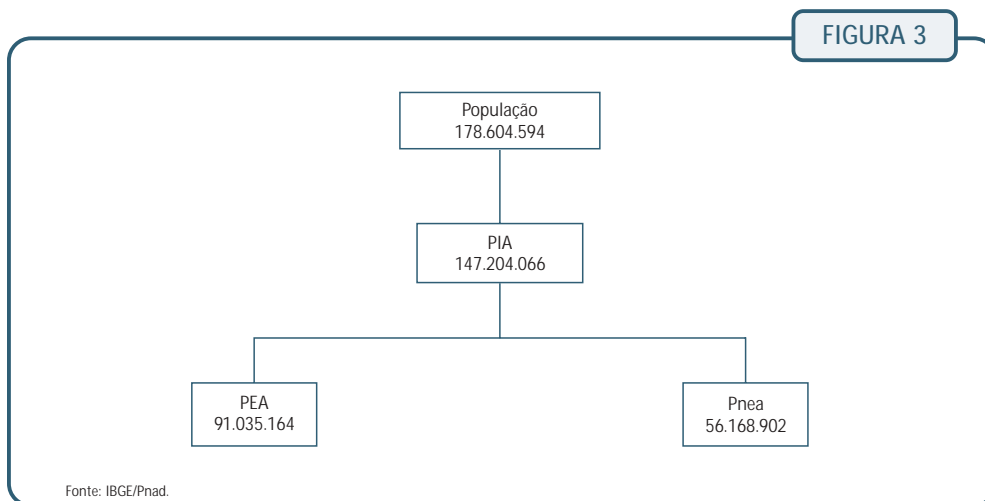 FIGURA 3
População
178.604.594
PIA
147.204.066
PEA
91.035.164
Pnea
56.168.902
Fonte: IBGE/Pnad.